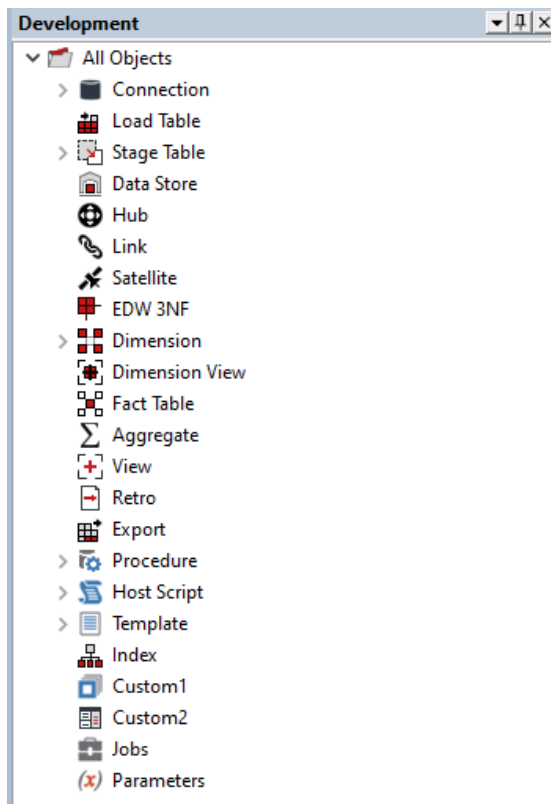 Development
All Objects
Connection
Load Table
Stage Table
Data Store
Hub
Link
Satellite
EDW 3NF
Dimension
Dimension View
Fact Table
Aggregate
View
Retro
Export
Procedure
Host Script
Template
Index
Custom1
Custom2
Jobs
(x) Parameters